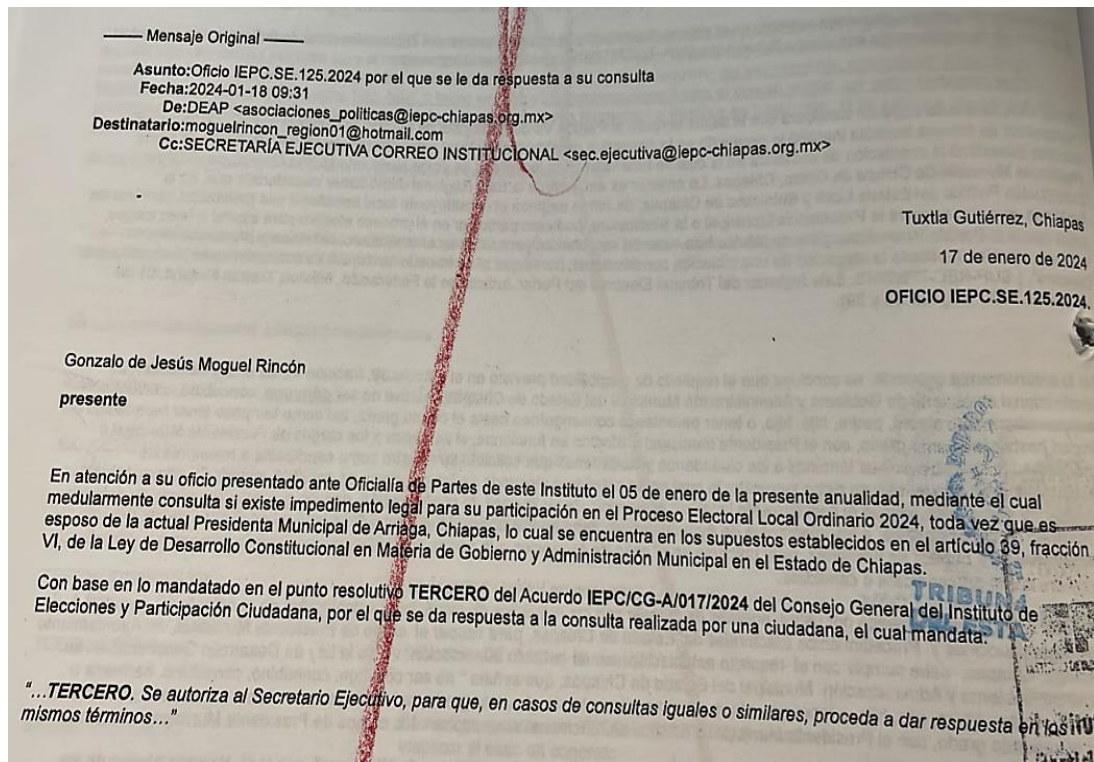 —— Mensaje Original ——
Asunto:Oficio IEPC.SE.125.2024 por el que se le da respuesta a su consulta
Fecha:2024-01-18 09:31
De:DEAP <asociaciones_politicas@iepc-chiapas.org.mx>
Destinatario:moguelrincon_region01@hotmail.com
Cc:SECRETARÍA EJECUTIVA CORREO INSTITUCIONAL <sec.ejecutiva@iepc-chiapas.org.mx>
Tuxtla Gutiérrez, Chiapas
17 de enero de 2024
OFICIO IEPC.SE.125.2024.
Gonzalo de Jesús Moguel Rincón
presente
En atención a su oficio presentado ante Oficialía de Partes de este Instituto el 05 de enero de la presente anualidad, mediante el cual
medularmente consulta si existe impedimento legal para su participación en el Proceso Electoral Local Ordinario 2024, toda vez que es
esposo de la actual Presidenta Municipal de Arriaga, Chiapas, lo cual se encuentra en los supuestos establecidos en el artículo 39, fracción
VI, de la Ley de Desarrollo Constitucional en Materia de Gobierno y Administración Municipal en el Estado de Chiapas.
TRIBUNA
Con base en lo mandatado en el punto resolutivo TERCERO del Acuerdo IEPC/CG-A/017/2024 del Consejo General del Instituto de
Elecciones y Participación Ciudadana, por el que se da respuesta a la consulta realizada por una ciudadana, el cual mandata:
DEL ESTA
“...TERCERO. Se autoriza al Secretario Ejecutivo, para que, en casos de consultas iguales o similares, proceda a dar respuesta en los
mismos términos...”